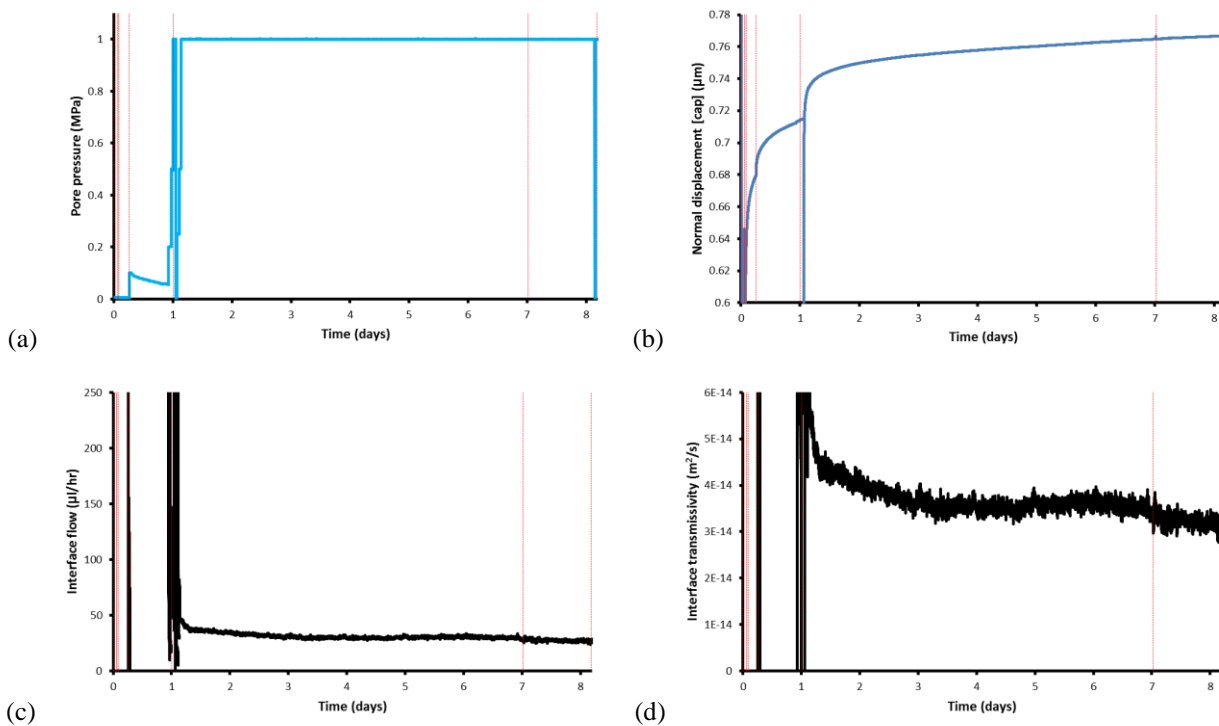 Pore pressure (MPa)
1
0.8
0.6
0.4
0.2
0
0 1 2 3 4 5 6 7 8
Time (days)
(a)
Normal displacement [cap] (µm)
0.78
0.76
0.74
0.72
0.7
0.68
0.66
0.64
0.62
0.6
0 1 2 3 4 5 6 7 8
Time (days)
(b)
Interface flow (µl/hr)
250
200
150
100
50
0
0 1 2 3 4 5 6 7 8
Time (days)
(c)
Interface transmissivity (m²/s)
6E-14
5E-14
4E-14
3E-14
2E-14
1E-14
0
0 1 2 3 4 5 6 7 8
Time (days)
(d)